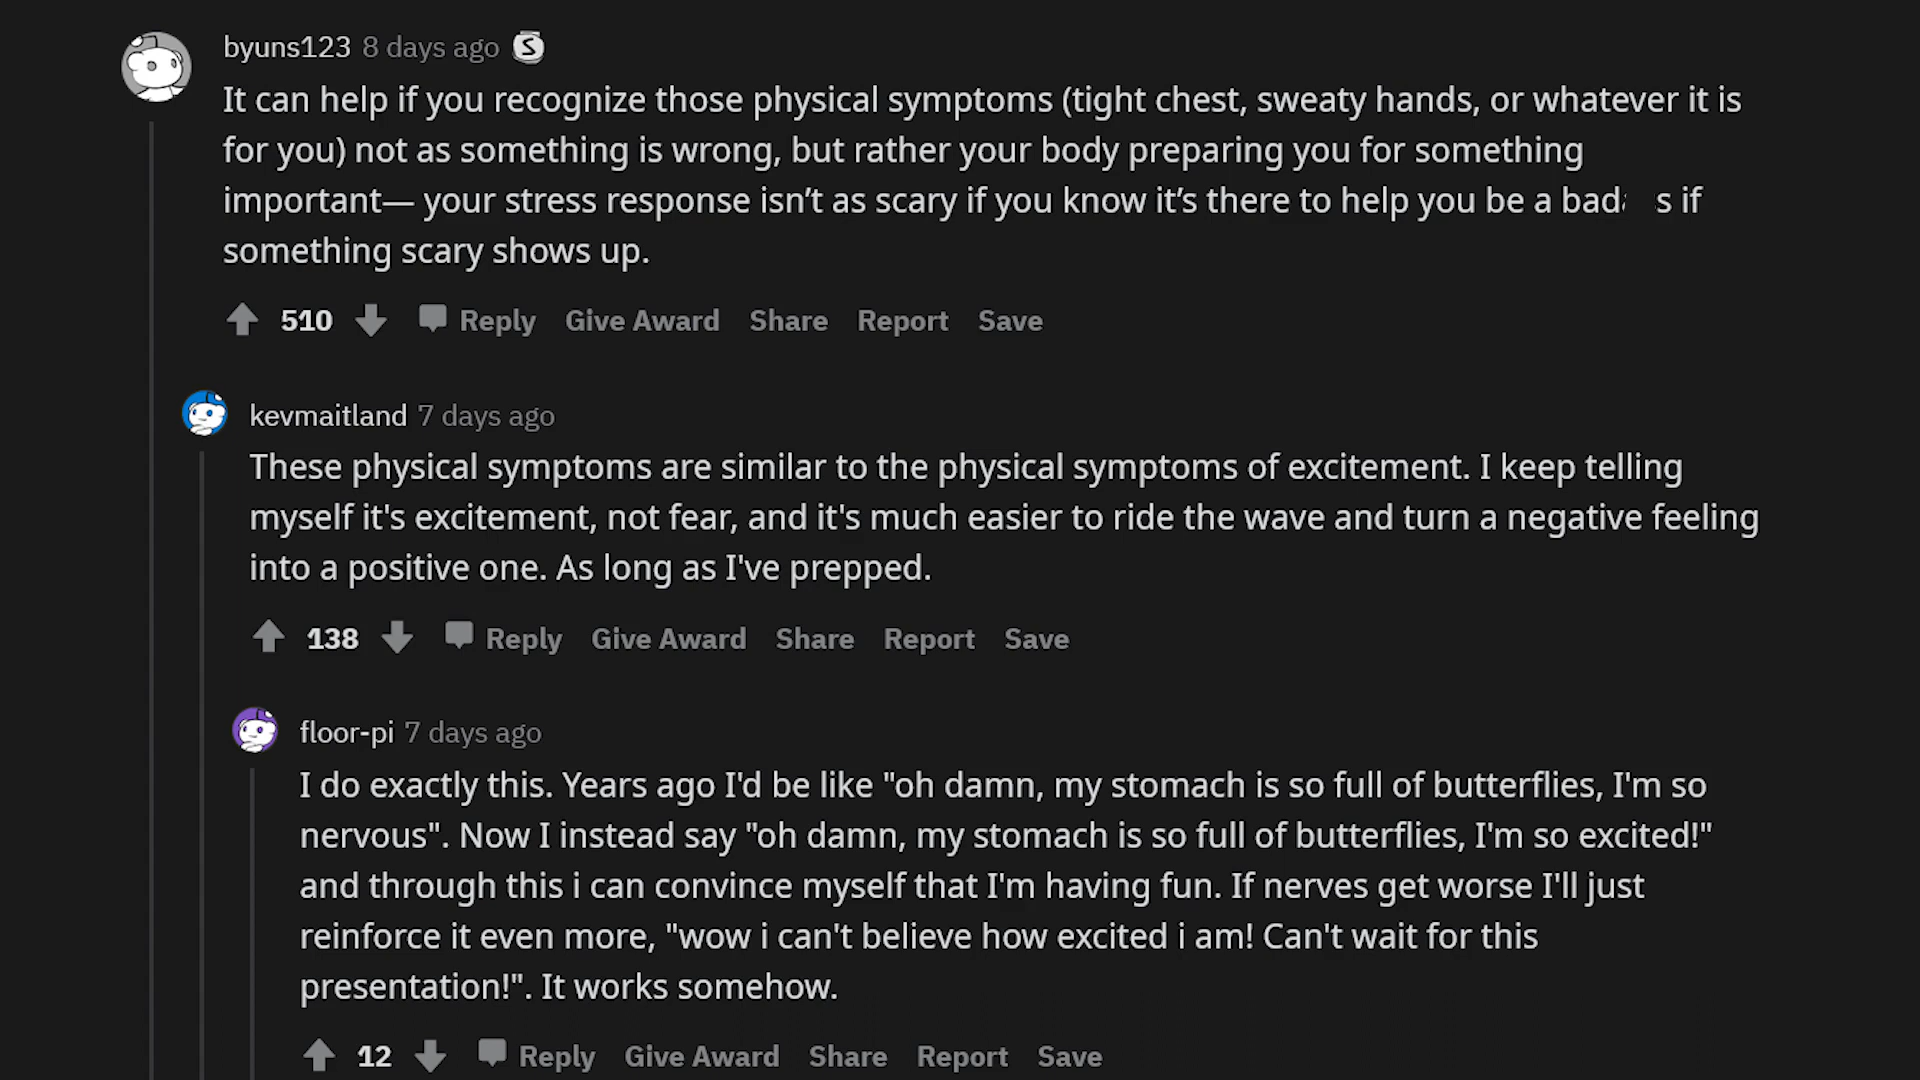 byuns123 8 days ago S
It can help if you recognize those physical symptoms (tight chest, sweaty hands, or whatever it is
for you) not as something is wrong, but rather your body preparing you for something
important— your stress response isn’t as scary if you know it’s there to help you be a bad s if
something scary shows up.
510 Reply Give Award Share Report Save
kevmaitland 7 days ago
These physical symptoms are similar to the physical symptoms of excitement. I keep telling
myself it's excitement, not fear, and it's much easier to ride the wave and turn a negative feeling
into a positive one. As long as I've prepped.
138 Reply Give Award Share Report Save
floor-pi 7 days ago
I do exactly this. Years ago I'd be like "oh damn, my stomach is so full of butterflies, I'm so
nervous". Now I instead say "oh damn, my stomach is so full of butterflies, I'm so excited!"
and through this i can convince myself that I'm having fun. If nerves get worse I'll just
reinforce it even more, "wow i can't believe how excited i am! Can't wait for this
presentation!". It works somehow.
12 Reply Give Award Share Report Save